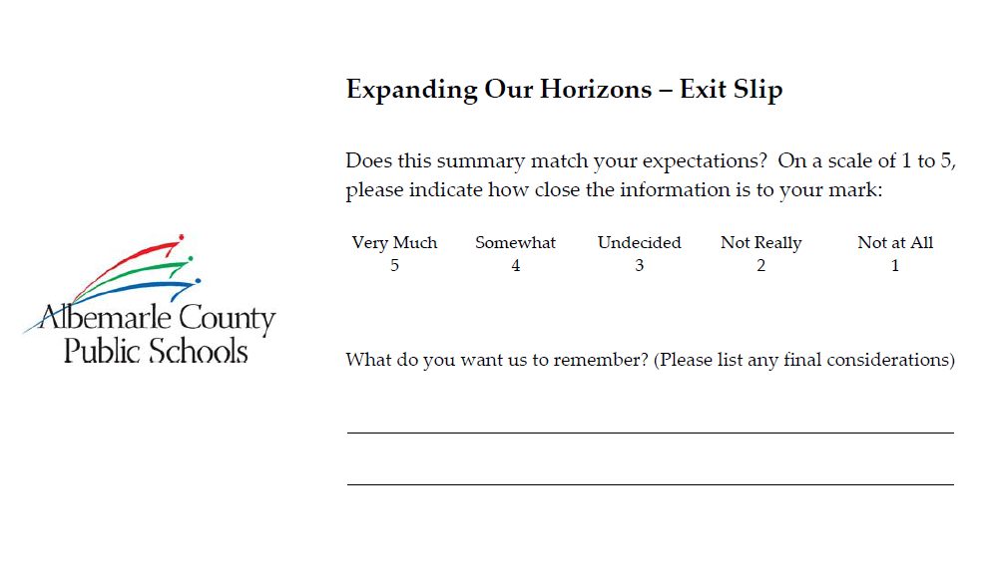 Expanding Our Horizons – Exit Slip
Does this summary match your expectations?  On a scale of 1 to 5,
please indicate how close the information is to your mark:
Very Much Somewhat Undecided Not Really Not at All
5 4 3 2 1
Albemarle County
Public Schools
What do you want us to remember? (Please list any final considerations)